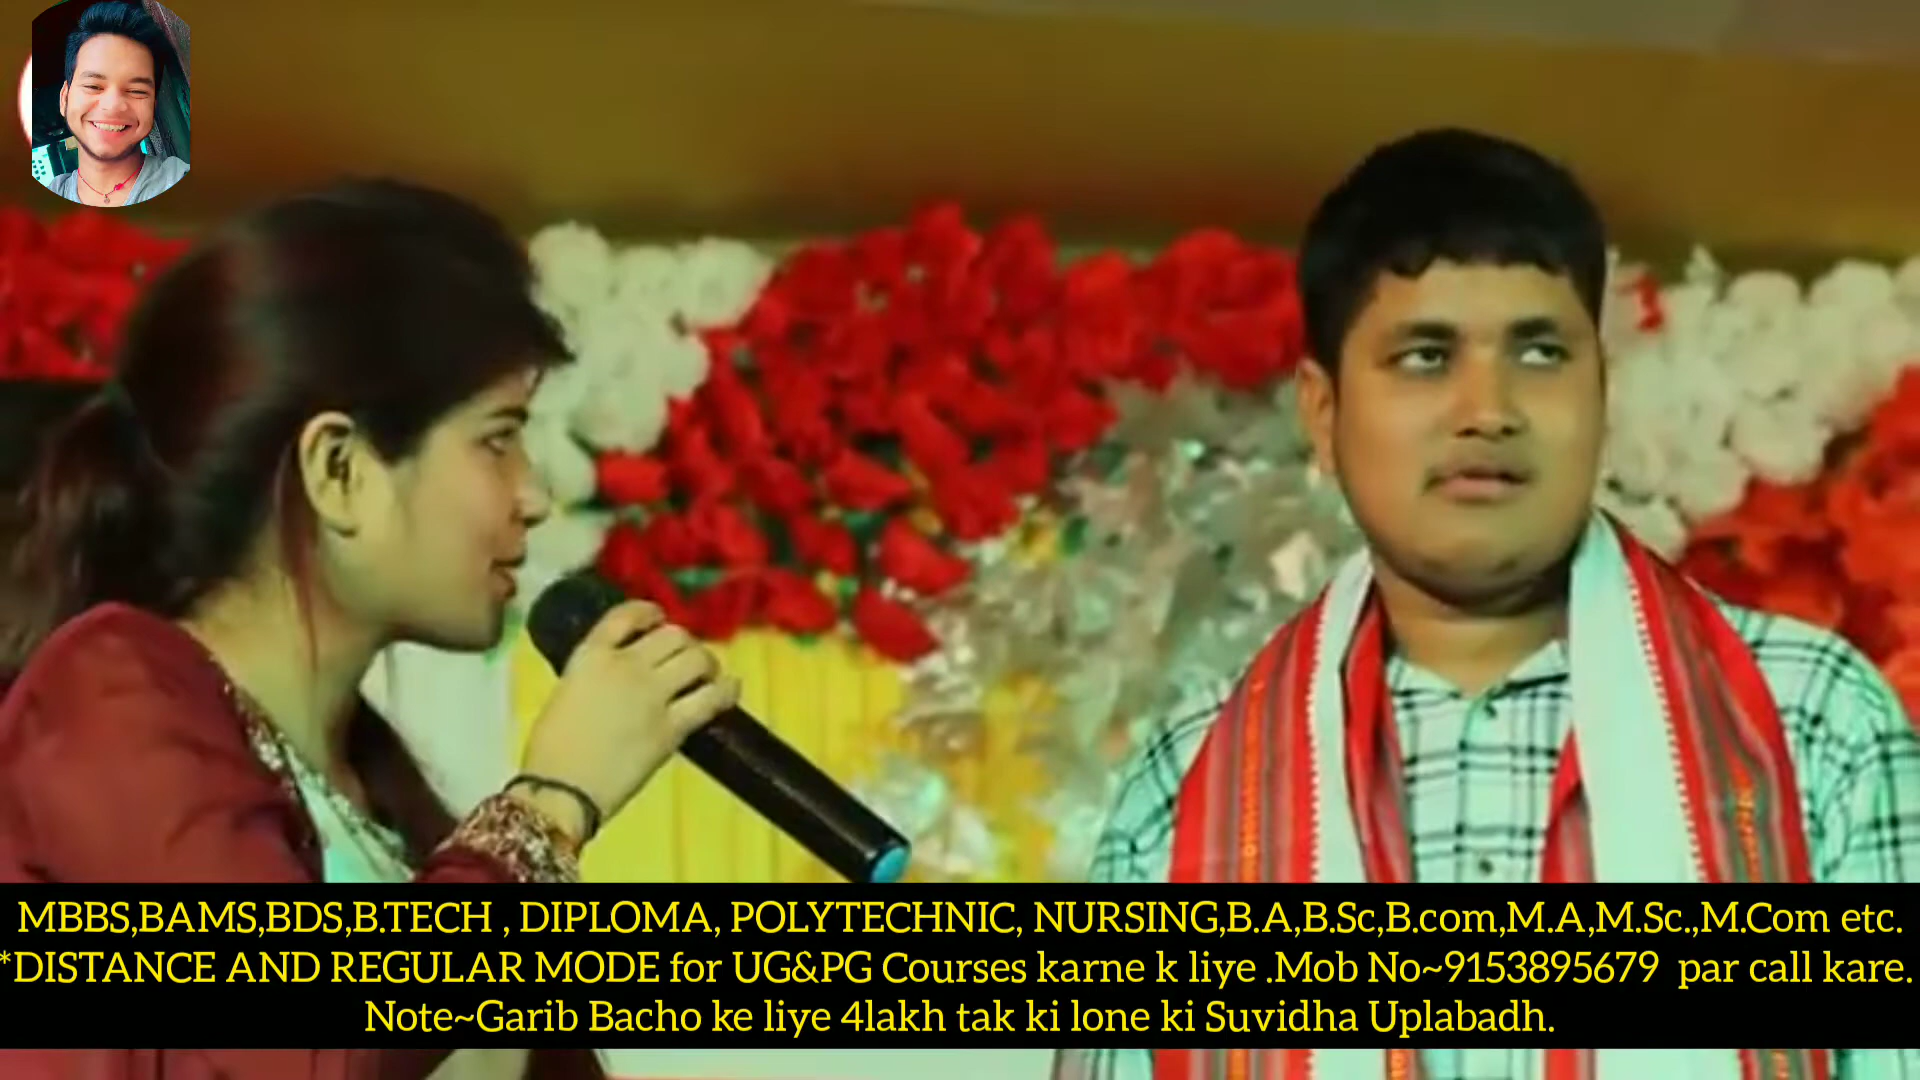 MBBS,BAMS,BDS,B.TECH , DIPLOMA, POLYTECHNIC, NURSING,B.A,B.Sc,B.com,M.A,M.Sc.,M.Com etc.
*DISTANCE AND REGULAR MODE for UG&PG Courses karne k liye .Mob No~9153895679 par call kare.
Note~Garib Bacho ke liye 4lakh tak ki lone ki Suvidha Uplabadh.